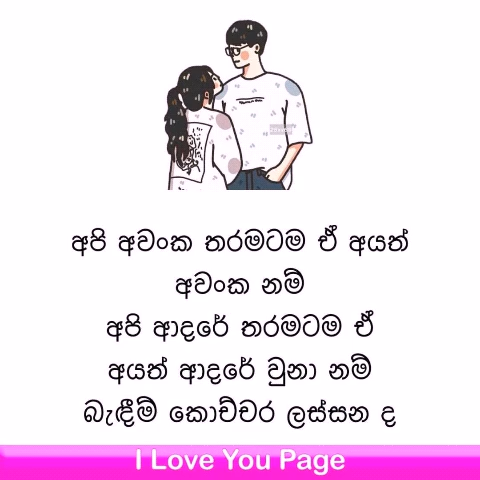 අපි අවංක තරමටම ඒ අයත්
අවංක නම්
අපි ආදරේ තරමටම ඒ
අයත් ආදරේ වුනා නම්
බැඳීම් කොච්චර ලස්සන ද
I Love You Page